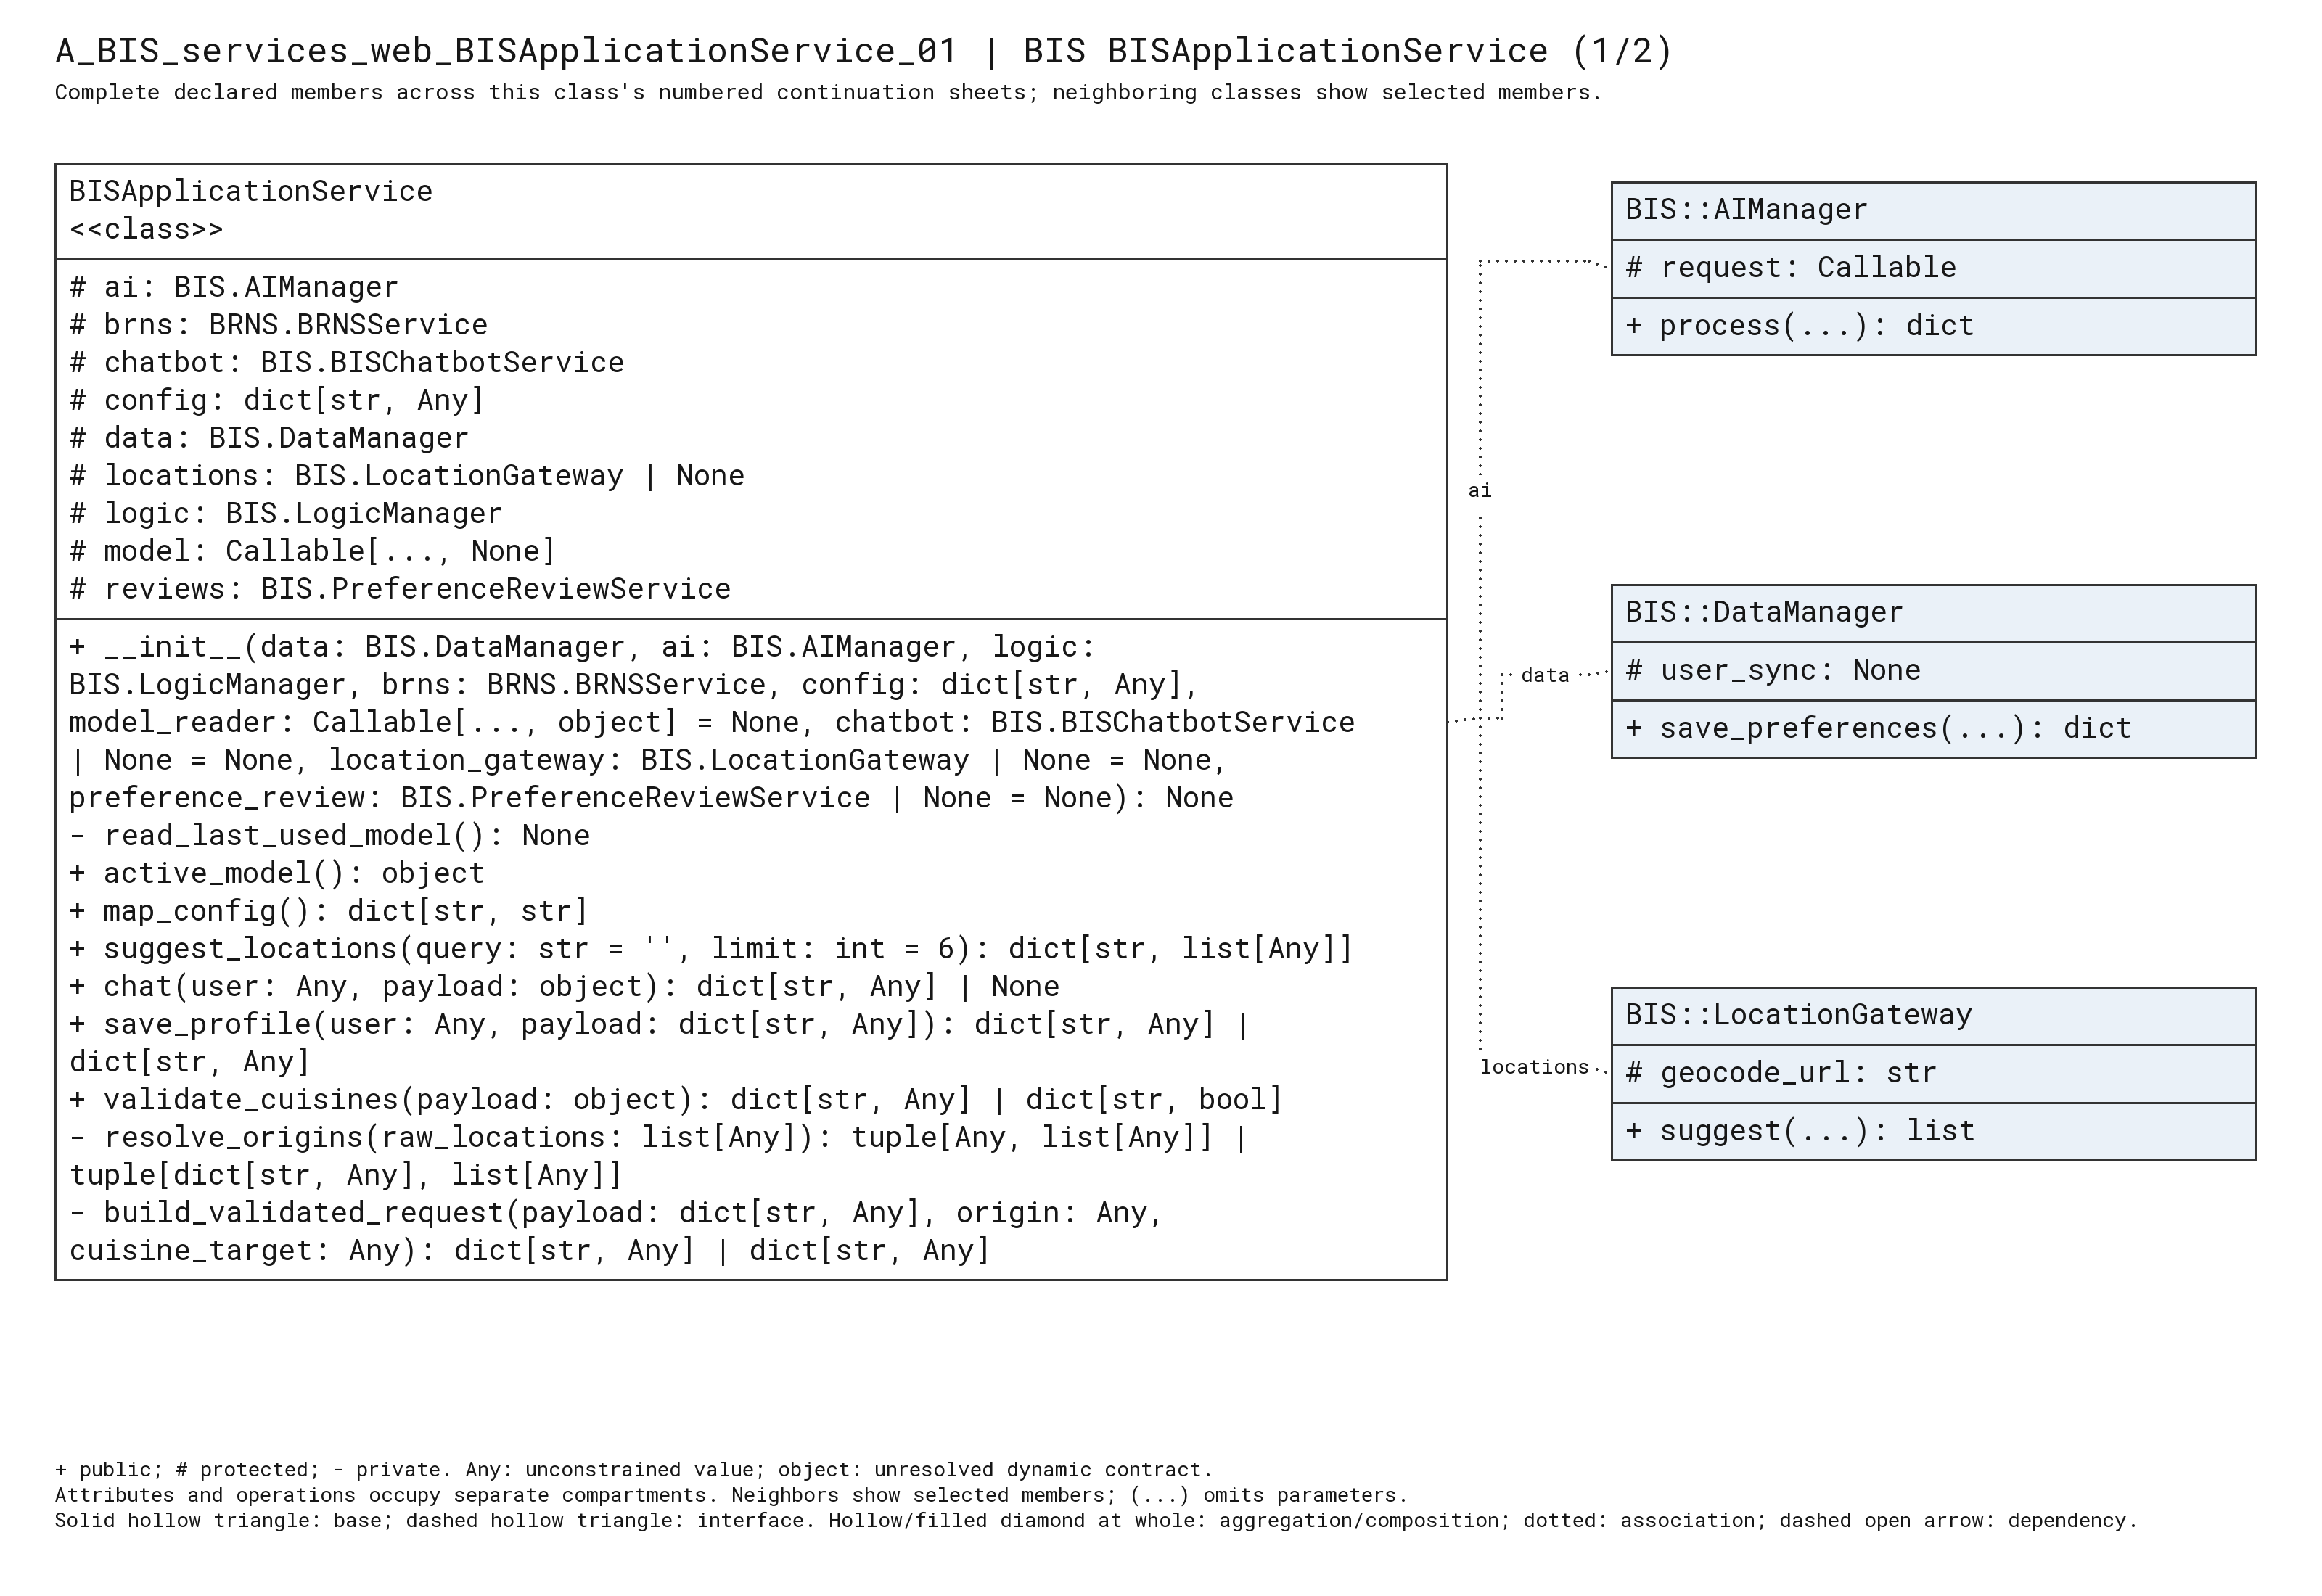 A_BIS_services_web_BISApplicationService_01 | BIS BISApplicationService (1/2)
Complete declared members across this class's numbered continuation sheets; neighboring classes show selected members.
BISApplicationService
<<class>>
# ai: BIS.AIManager
# brns: BRNS.BRNSService
# chatbot: BIS.BISChatbotService
# config: dict[str, Any]
# data: BIS.DataManager
# locations: BIS.LocationGateway | None
# logic: BIS.LogicManager
# model: Callable[..., None]
# reviews: BIS.PreferenceReviewService
+ __init__(data: BIS.DataManager, ai: BIS.AIManager, logic:
BIS.LogicManager, brns: BRNS.BRNSService, config: dict[str, Any],
model_reader: Callable[..., object] = None, chatbot: BIS.BISChatbotService
| None = None, location_gateway: BIS.LocationGateway | None = None,
preference_review: BIS.PreferenceReviewService | None = None): None
- read_last_used_model(): None
+ active_model(): object
+ map_config(): dict[str, str]
+ suggest_locations(query: str = '', limit: int = 6): dict[str, list[Any]]
+ chat(user: Any, payload: object): dict[str, Any] | None
+ save_profile(user: Any, payload: dict[str, Any]): dict[str, Any] |
dict[str, Any]
+ validate_cuisines(payload: object): dict[str, Any] | dict[str, bool]
- resolve_origins(raw_locations: list[Any]): tuple[Any, list[Any]] |
tuple[dict[str, Any], list[Any]]
- build_validated_request(payload: dict[str, Any], origin: Any,
cuisine_target: Any): dict[str, Any] | dict[str, Any]
ai
data
locations
BIS::AIManager
# request: Callable
+ process(...): dict
BIS::DataManager
# user_sync: None
+ save_preferences(...): dict
BIS::LocationGateway
# geocode_url: str
+ suggest(...): list
+ public; # protected; - private. Any: unconstrained value; object: unresolved dynamic contract.
Attributes and operations occupy separate compartments. Neighbors show selected members; (...) omits parameters.
Solid hollow triangle: base; dashed hollow triangle: interface. Hollow/filled diamond at whole: aggregation/composition; dotted: association; dashed open arrow: dependency.